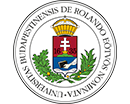 UNIVERSITAS BUDAPESTINENSIS DE ROLANDO EÖTVÖS NOMINATA